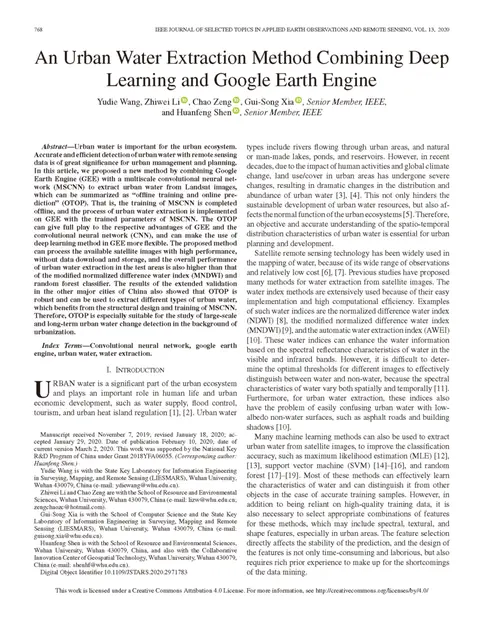 768
IEEE JOURNAL OF SELECTED TOPICS IN APPLIED EARTH OBSERVATIONS AND REMOTE SENSING, VOL. 13, 2020
An Urban Water Extraction Method Combining Deep
Learning and Google Earth Engine
Yudie Wang, Zhiwei Li, Chao Zeng, Gui-Song Xia, Senior Member, IEEE,
and Huanfeng Shen, Senior Member, IEEE
Abstract—Urban water is important for the urban ecosystem.
Accurate and efficient detection of urban water with remote sensing
data is of great significance for urban management and planning.
In this article, we proposed a new method by combining Google
Earth Engine (GEE) with a multiscale convolutional neural net-
work (MSCNN) to extract urban water from Landsat images,
which can be summarized as “offline training and online pre-
diction” (OTOP). That is, the training of MSCNN is completed
offline, and the process of urban water extraction is implemented
on GEE with the trained parameters of MSCNN. The OTOP
can give full play to the respective advantages of GEE and the
convolutional neural network (CNN), and can make the use of
deep learning method in GEE more flexible. The proposed method
can process the available satellite images with high performance,
without data download and storage, and the overall performance
of urban water extraction in the test areas is also higher than that
of the modified normalized difference water index (MNDWI) and
random forest classifier. The results of the extended validation
in the other major cities of China also showed that OTOP is
robust and can be used to extract different types of urban water,
which benefits from the structural design and training of MSCNN.
Therefore, OTOP is especially suitable for the study of large-scale
and long-term urban water change detection in the background of
urbanization.
Index Terms—Convolutional neural network, google earth
engine, urban water, water extraction.
I. INTRODUCTION
URBAN water is a significant part of the urban ecosystem
and plays an important role in human life and urban
economic development, such as water supply, flood control,
tourism, and urban heat island regulation [1], [2]. Urban water
Manuscript received November 7, 2019; revised January 18, 2020; ac-
cepted January 29, 2020. Date of publication February 10, 2020, date of
current version March 2, 2020. This work was supported by the National Key
R&D Program of China under Grant 2018YFA0605. (Corresponding author:
Huanfeng Shen.)
Yudie Wang is with the State Key Laboratory for Information Engineering
in Surveying, Mapping, and Remote Sensing (LIESMARS), Wuhan University,
Wuhan 430079, China (e-mail: ydiewang@whu.edu.cn).
Zhiwei Li and Chao Zeng are with the School of Resource and Environmental
Sciences, Wuhan University, Wuhan 430079, China (e-mail: lizw@whu.edu.cn;
zengchaozc@hotmail.com).
Gui-Song Xia is with the School of Computer Science and the State Key
Laboratory of Information Engineering in Surveying, Mapping and Remote
Sensing (LIESMARS), Wuhan University, Wuhan 430079, China (e-mail:
guisong.xia@whu.edu.cn).
Huanfeng Shen is with the School of Resource and Environmental Sciences,
Wuhan University, Wuhan 430079, China, and also with the Collaborative
Innovation Center of Geospatial Technology, Wuhan University, Wuhan 430079,
China (e-mail: shenhf@whu.edu.cn).
Digital Object Identifier 10.1109/JSTARS.2020.2971783
types include rivers flowing through urban areas, and natural
or man-made lakes, ponds, and reservoirs. However, in recent
decades, due to the impact of human activities and global climate
change, land use/cover in urban areas has undergone severe
changes, resulting in dramatic changes in the distribution and
abundance of urban water [3], [4]. This not only hinders the
sustainable development of urban water resources, but also af-
fects the normal function of the urban ecosystems [5]. Therefore,
an objective and accurate understanding of the spatio-temporal
distribution characteristics of urban water is essential for urban
planning and development.
Satellite remote sensing technology has been widely used in
the mapping of water, because of its wide range of observations
and relatively low cost [6], [7]. Previous studies have proposed
many methods for water extraction from satellite images. The
water index methods are extensively used because of their easy
implementation and high computational efficiency. Examples
of such water indices are the normalized difference water index
(NDWI) [8], the modified normalized difference water index
(MNDWI) [9], and the automatic water extraction index (AWEI)
[10]. These water indices can enhance the water information
based on the spectral reflectance characteristics of water in the
visible and infrared bands. However, it is difficult to deter-
mine the optimal thresholds for different images to effectively
distinguish between water and non-water, because the spectral
characteristics of water vary both spatially and temporally [11].
Furthermore, for urban water extraction, these indices also
have the problem of easily confusing urban water with low-
albedo non-water surfaces, such as asphalt roads and building
shadows [10].
Many machine learning methods can also be used to extract
urban water from satellite images, to improve the classification
accuracy, such as maximum likelihood estimation (MLE) [12],
[13], support vector machine (SVM) [14]–[16], and random
forest [17]–[19]. Most of these methods can effectively learn
the characteristics of water and can distinguish it from other
objects in the case of accurate training samples. However, in
addition to being reliant on high-quality training data, it is
also necessary to select appropriate combinations of features
for these methods, which may include spectral, textural, and
shape features, especially in urban areas. The feature selection
directly affects the stability of the prediction, and the design of
the features is not only time-consuming and laborious, but also
requires rich prior experience to make up for the shortcomings
of the data mining.
This work is licensed under a Creative Commons Attribution 4.0 License. For more information, see http://creativecommons.org/licenses/by/4.0/